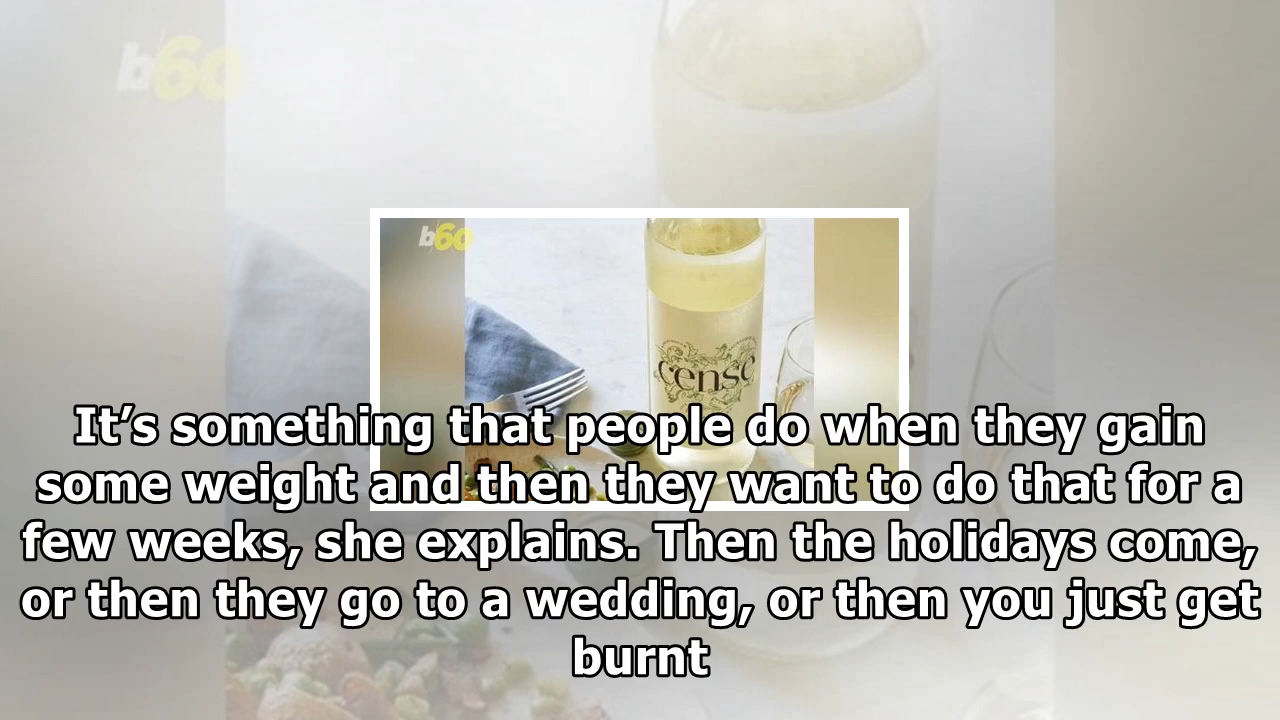 b60
b60
cense
It’s something that people do when they gain
some weight and then they want to do that for a
few weeks, she explains. Then the holidays come,
or then they go to a wedding, or then you just get
burnt